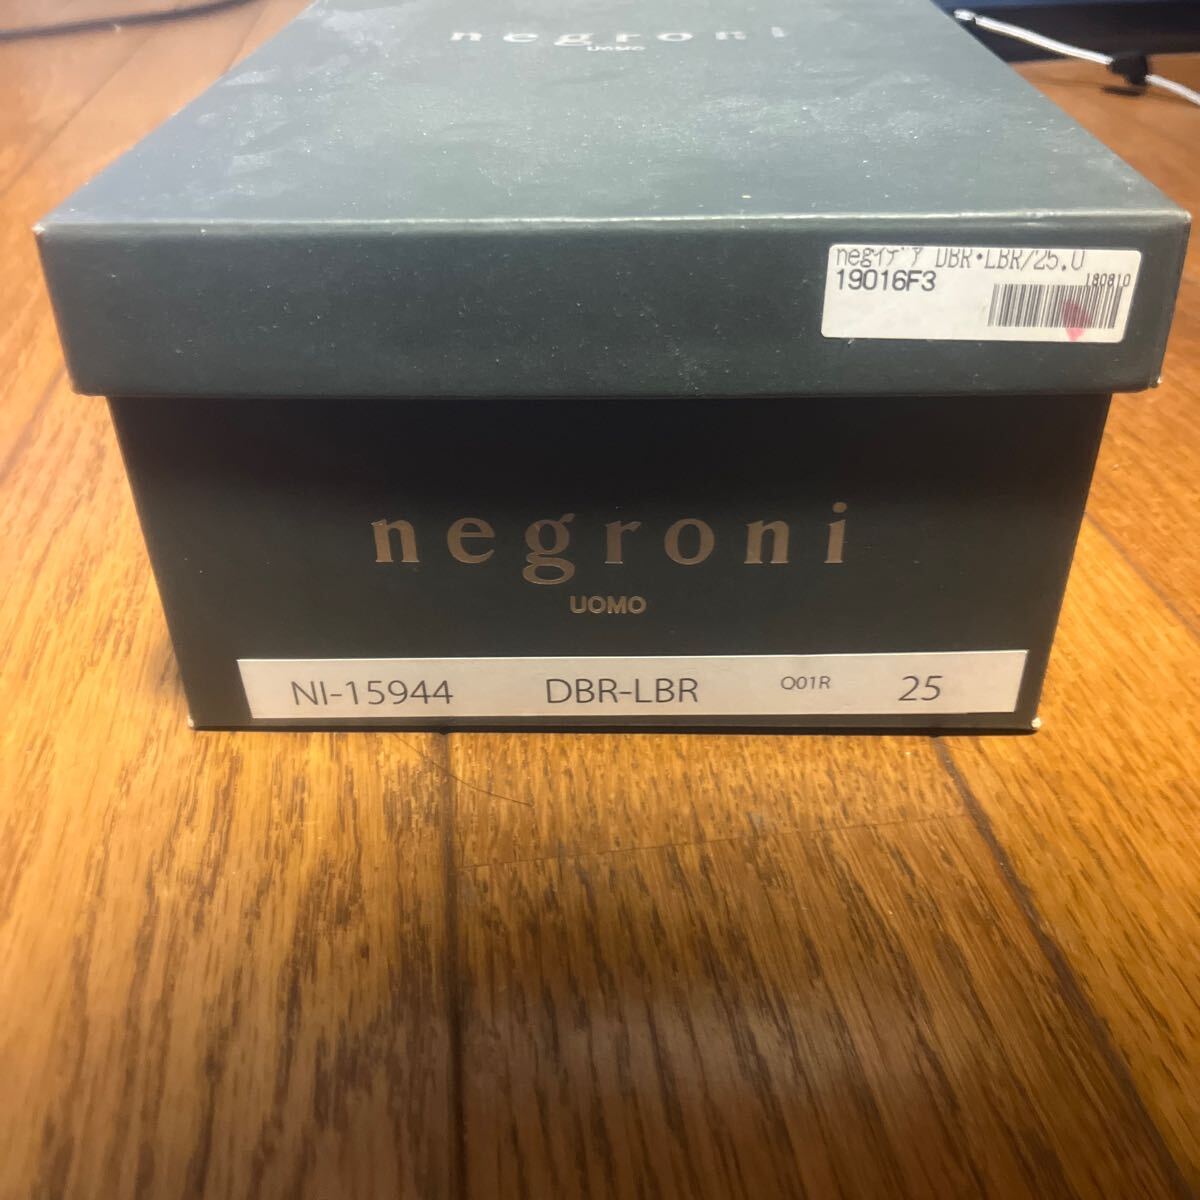 negroni
UOMO
negイデア DBR・LBR/25.0
19016F3
180810
negroni
UOMO
NI-15944 DBR-LBR Q01R 25